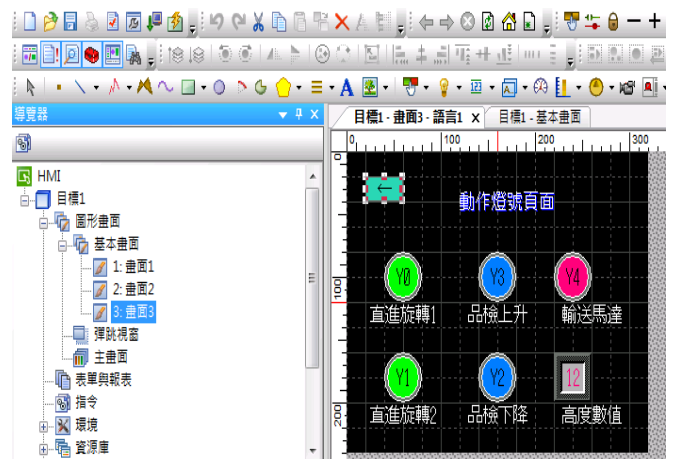 導覽器
目標1 - 畫面3 - 語言1 X
目標1 - 基本畫面
0 100 200 300
HMI
目標1
圖形畫面
基本畫面
1: 畫面1
2: 畫面2
3: 畫面3
彈跳視窗
主畫面
表單與報表
指令
環境
資源庫
0
100
200
←
動作燈號頁面
Y0 Y3 Y4
直進旋轉1 品檢上升 輸送馬達
Y1 Y2 12
直進旋轉2 品檢下降 高度數值